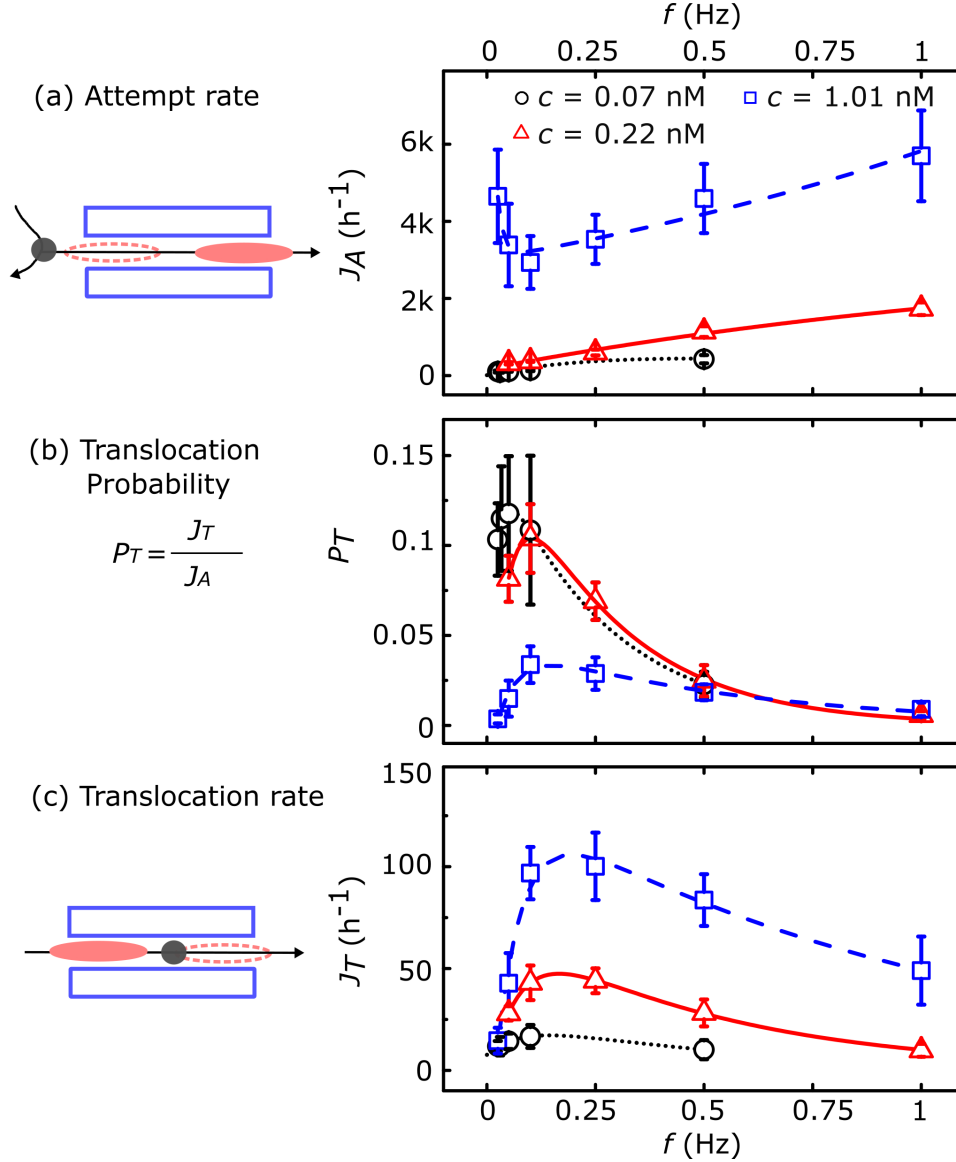 f (Hz)
0 0.25 0.5 0.75 1
(a) Attempt rate
c = 0.07 nM c = 1.01 nM
c = 0.22 nM
6k
4k
2k
0
J_A (h⁻¹)
(b) Translocation
Probability
P_T = J_T / J_A
0.15
0.1
0.05
0
P_T
(c) Translocation rate
150
100
50
0
J_T (h⁻¹)
0 0.25 0.5 0.75 1
f (Hz)